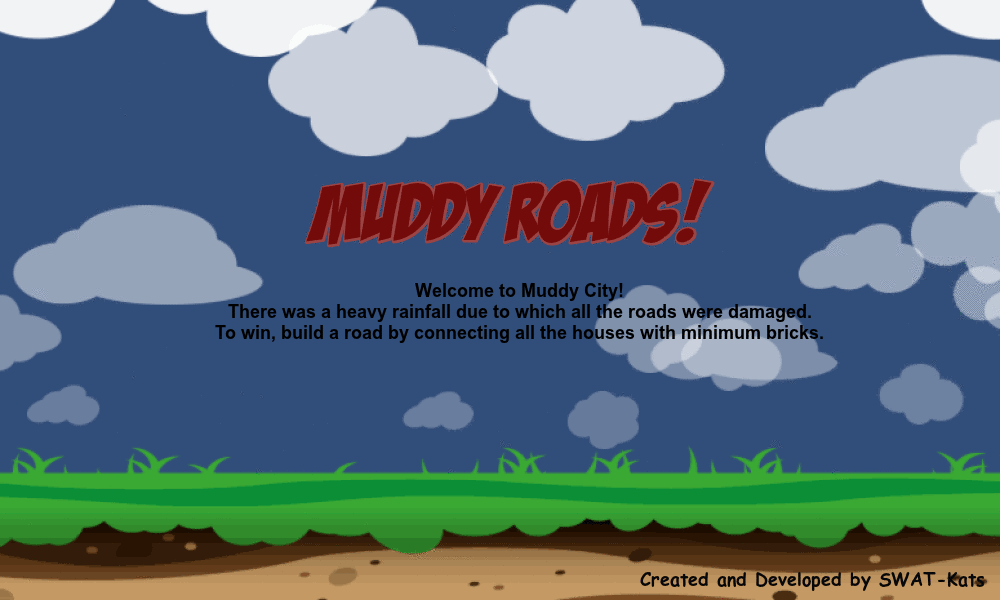 MUDDY ROADS!
Welcome to Muddy City!
There was a heavy rainfall due to which all the roads were damaged.
To win, build a road by connecting all the houses with minimum bricks.
Created and Developed by SWAT-Kats